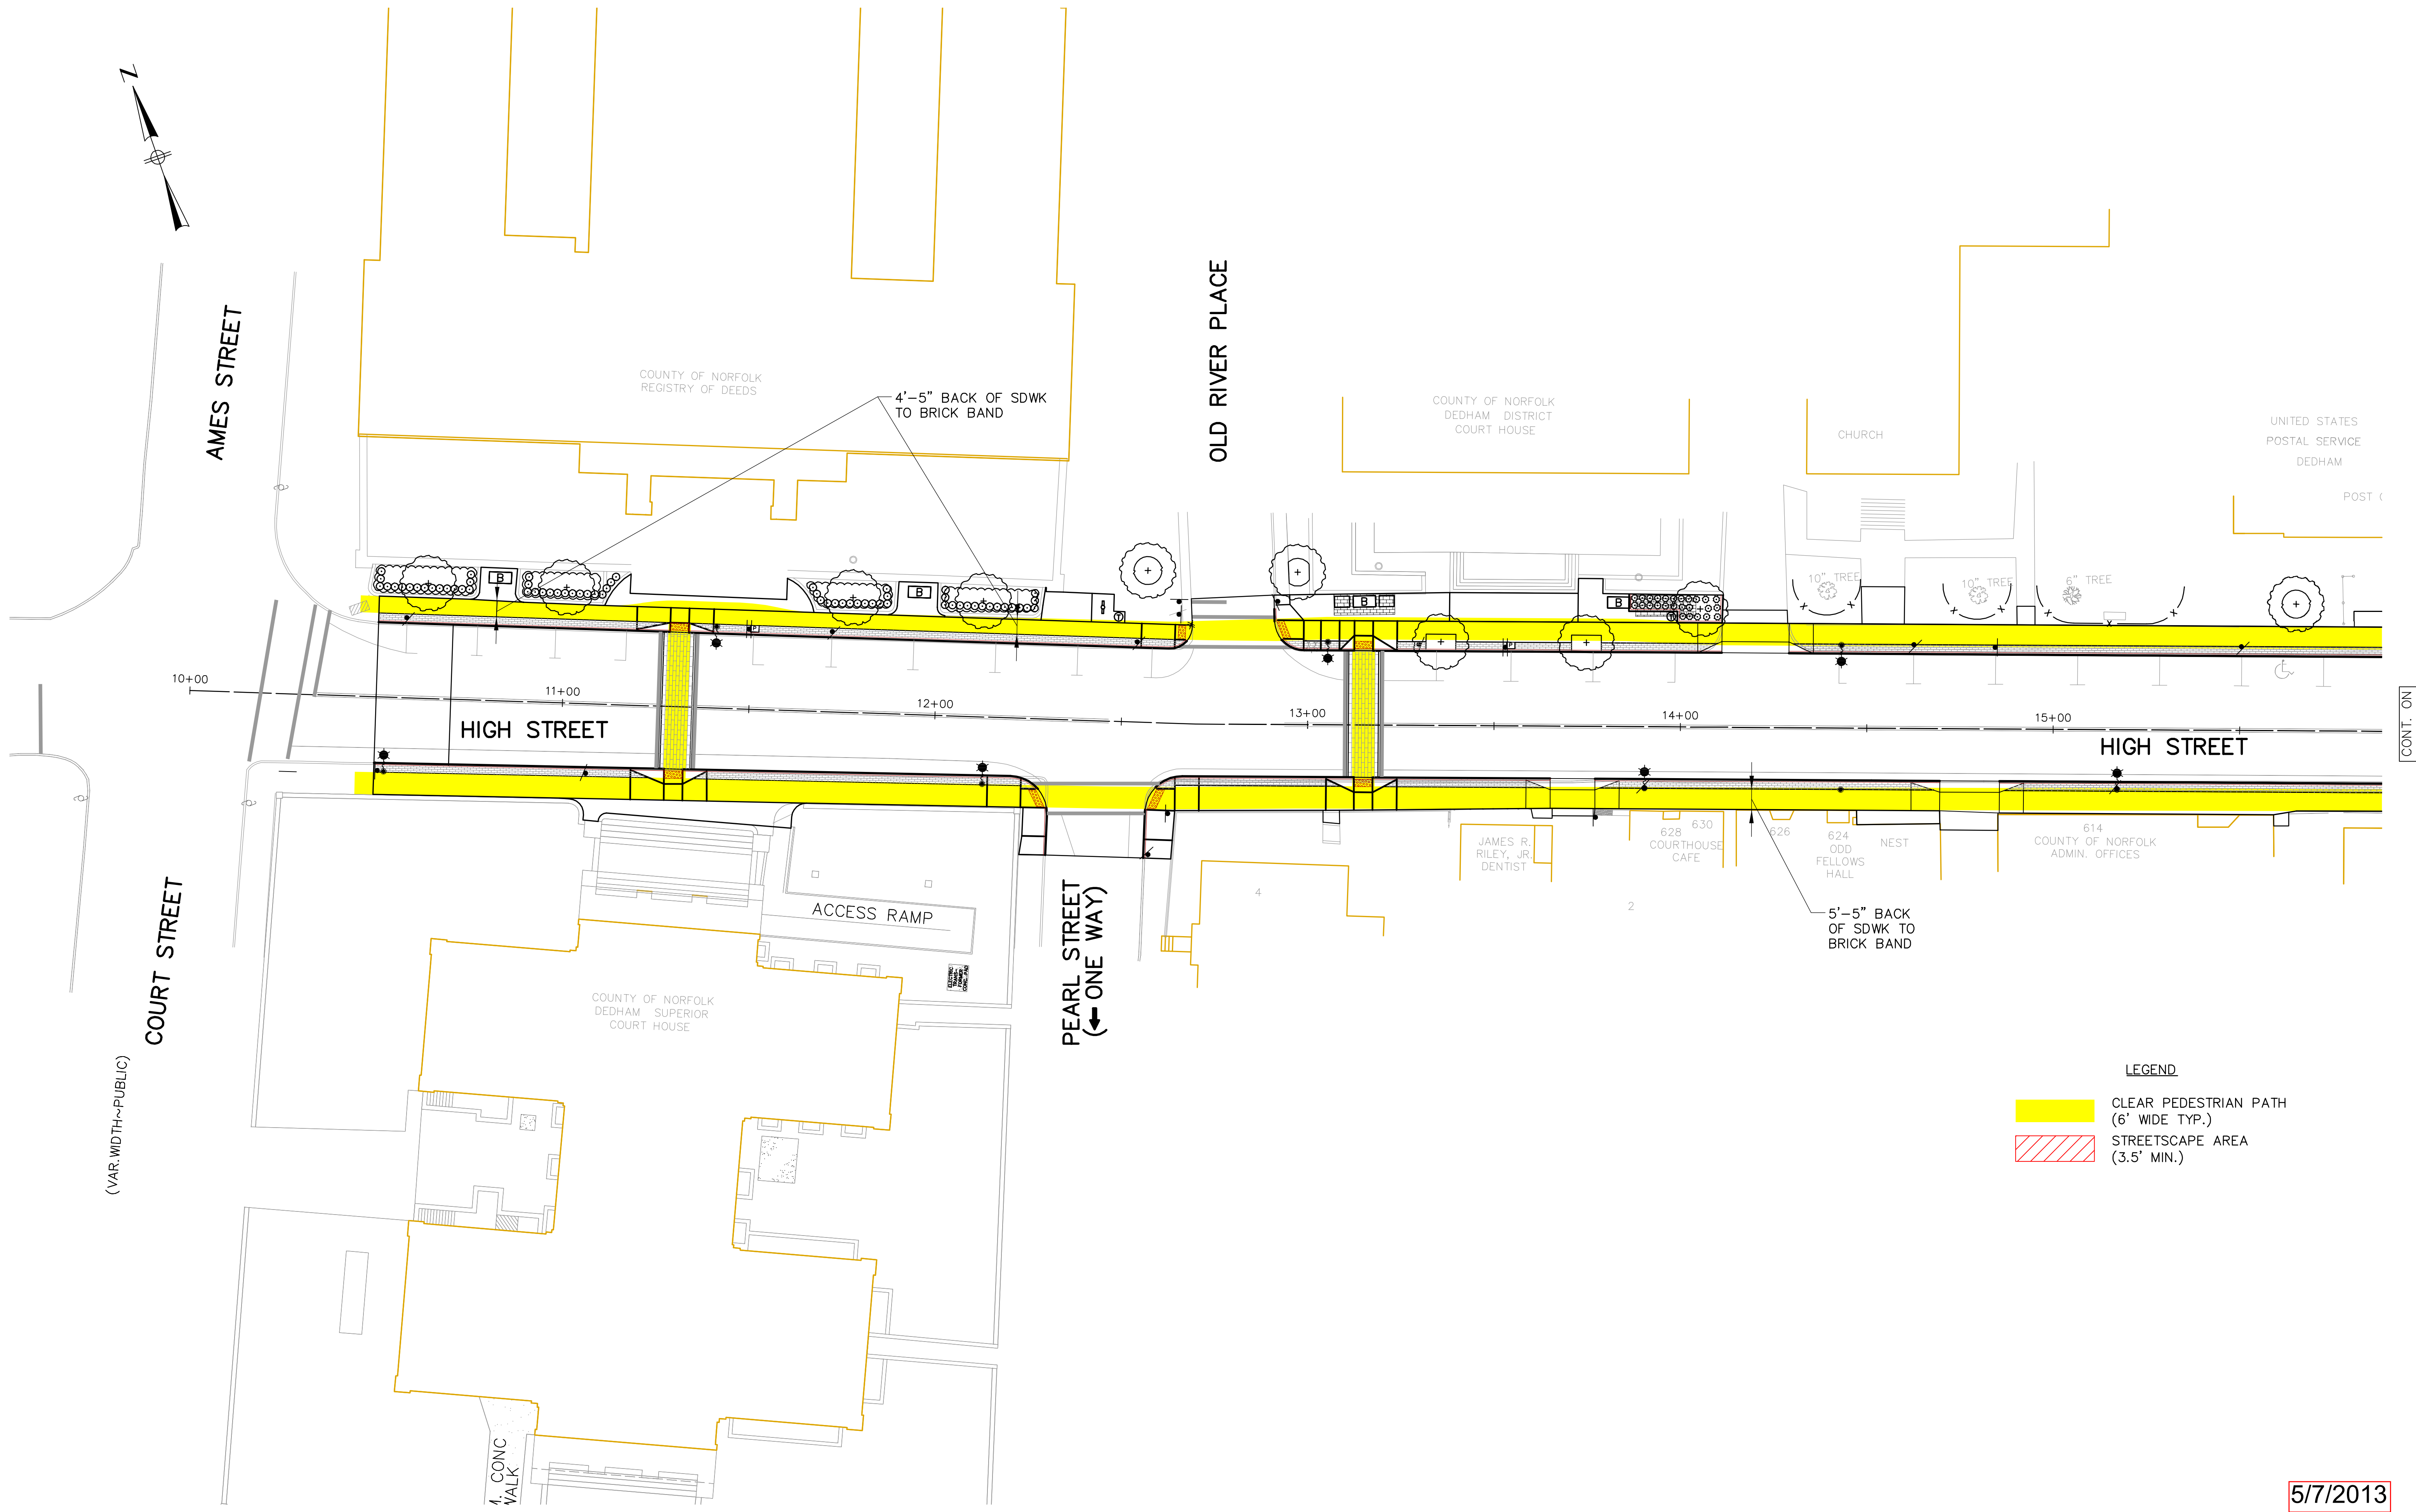 N
AMES STREET
COUNTY OF NORFOLK
REGISTRY OF DEEDS
4'-5" BACK OF SDWK
TO BRICK BAND
OLD RIVER PLACE
COUNTY OF NORFOLK
DEDHAM DISTRICT
COURT HOUSE
CHURCH
UNITED STATES
POSTAL SERVICE
DEDHAM
POST
10" TREE
10" TREE
6" TREE
B
B
B
B
P
P
10+00
11+00
12+00
13+00
14+00
15+00
HIGH STREET
HIGH STREET
CONT. ON
COURT STREET
(VAR.WIDTH~PUBLIC)
ACCESS RAMP
ELECTRIC
TRANS-
FORMER
CONC. PAD
COUNTY OF NORFOLK
DEDHAM SUPERIOR
COURT HOUSE
PEARL STREET
(← ONE WAY)
4
JAMES R.
RILEY, JR.
DENTIST
2
628 630
COURTHOUSE
CAFE
626
624
ODD
FELLOWS
HALL
NEST
614
COUNTY OF NORFOLK
ADMIN. OFFICES
5'-5" BACK
OF SDWK TO
BRICK BAND
LEGEND
CLEAR PEDESTRIAN PATH
(6' WIDE TYP.)
STREETSCAPE AREA
(3.5' MIN.)
M. CONC
WALK
5/7/2013